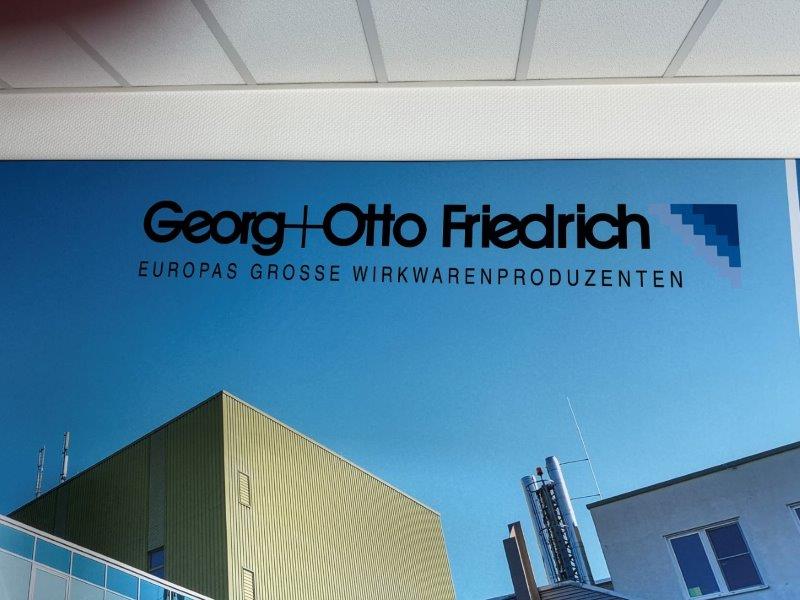 Georg+Otto Friedrich
EUROPAS GROSSE WIRKWARENPRODUZENTEN